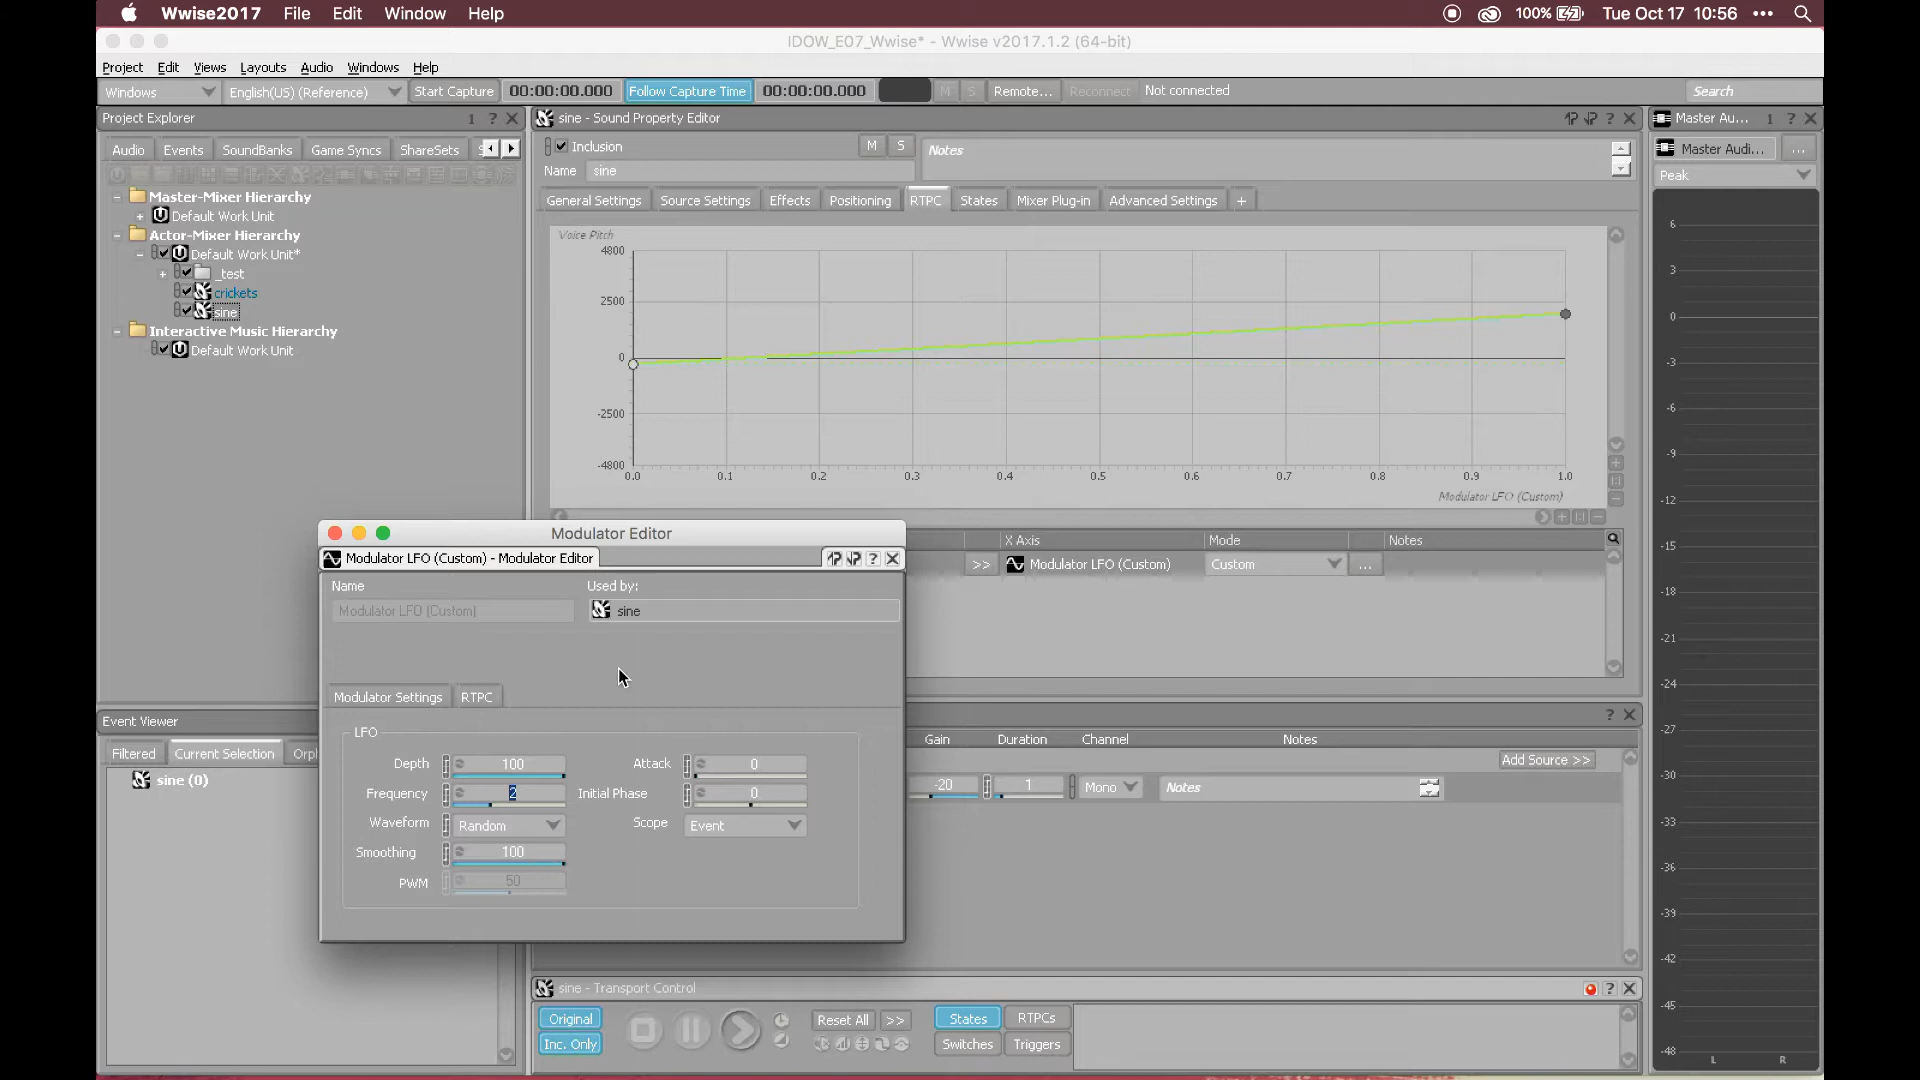 Wwise2017 File Edit Window Help 100% Tue Oct 17 10:56
IDOW_E07_Wwise* - Wwise v2017.1.2 (64-bit)
Project Edit Views Layouts Audio Windows Help
Windows English(US) (Reference) Start Capture 00:00:00.000 Follow Capture Time 00:00:00.000 M S Remote... Reconnect Not connected Search
Project Explorer 1 ?
Audio Events SoundBanks Game Syncs ShareSets S
Master-Mixer Hierarchy
Default Work Unit
Actor-Mixer Hierarchy
Default Work Unit*
_test
crickets
sine
Interactive Music Hierarchy
Default Work Unit
sine - Sound Property Editor ?
Inclusion M S Notes
Name sine
General Settings Source Settings Effects Positioning RTPC States Mixer Plug-in Advanced Settings +
Voice Pitch
4800
2500
0
-2500
-4800
0.0 0.1 0.2 0.3 0.4 0.5 0.6 0.7 0.8 0.9 1.0
Modulator LFO (Custom)
X Axis Mode Notes
>> Modulator LFO (Custom) Custom ...
Master Au... 1 ?
Master Audi... ...
Peak
6
3
0
-3
-6
-9
-12
-15
-18
-21
-24
-27
-30
-33
-36
-39
-42
-45
-48
L R
Modulator Editor
Modulator LFO (Custom) - Modulator Editor ?
Name Used by:
Modulator LFO (Custom) sine
Modulator Settings RTPC
LFO
Depth 100 Attack 0
Frequency 2 Initial Phase 0
Waveform Random Scope Event
Smoothing 100
PWM 50
Event Viewer
Filtered Current Selection Orph
sine (0)
?
Gain Duration Channel Notes
Add Source >>
-20 1 Mono Notes
sine - Transport Control ?
Original Reset All >> States RTPCs
Inc. Only Switches Triggers